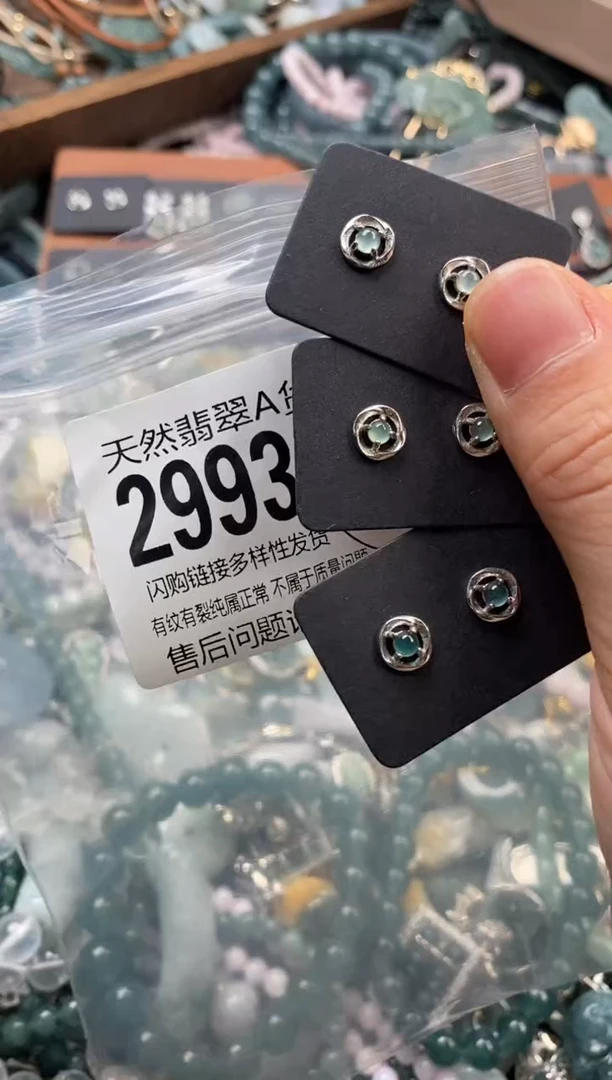 天然翡翠A货
2993
闪购链接多样性发货
有纹有裂纯属正常 不属于质量问题
售后问题